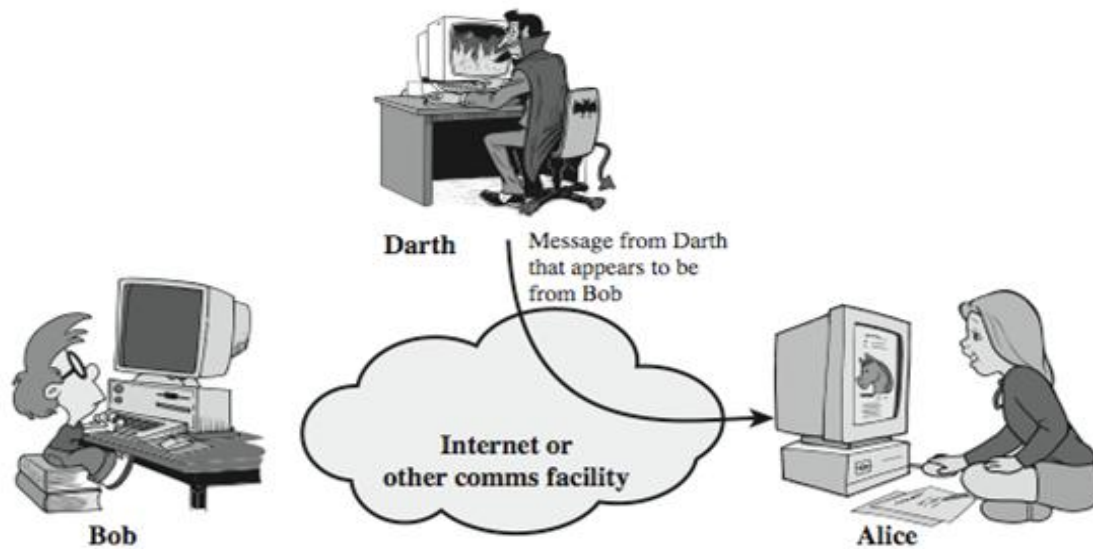 Darth
Message from Darth
that appears to be
from Bob
Internet or
other comms facility
Bob
Alice